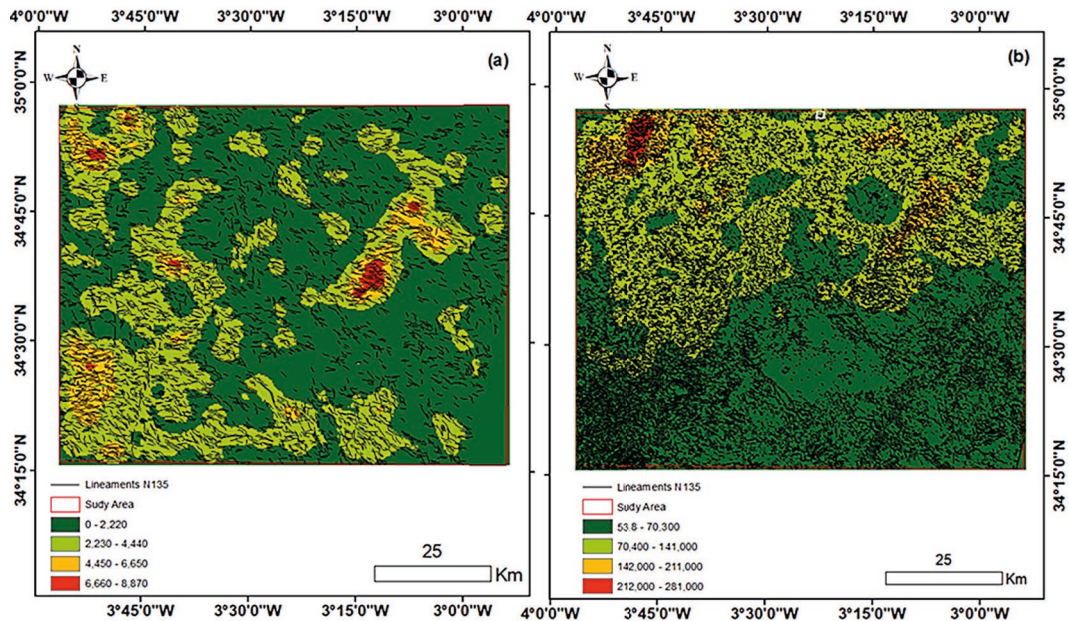 4°0'0"W 3°45'0"W 3°30'0"W 3°15'0"W 3°0'0"W
(a)
N
W E
S
35°0'0"N
34°45'0"N
34°30'0"N
34°15'0"N
Lineaments N135
Sudy Area
0 - 2,220
2,230 - 4,440
4,450 - 6,650
6,660 - 8,870
25
Km
4°0'0"W 3°45'0"W 3°30'0"W 3°15'0"W 3°0'0"W
4°0'0"W 3°45'0"W 3°30'0"W 3°15'0"W 3°0'0"W
(b)
N
W E
S
35°0'0"N
34°45'0"N
34°30'0"N
34°15'0"N
Lineaments N135
Sudy Area
53.8 - 70,300
70,400 - 141,000
142,000 - 211,000
212,000 - 281,000
25
Km
4°0'0"W 3°45'0"W 3°30'0"W 3°15'0"W 3°0'0"W